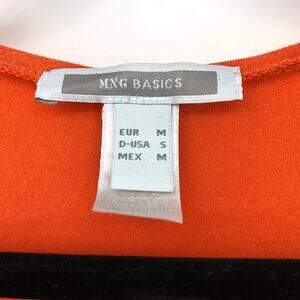 MNG BASICS
EUR M
D-USA S
MEX M